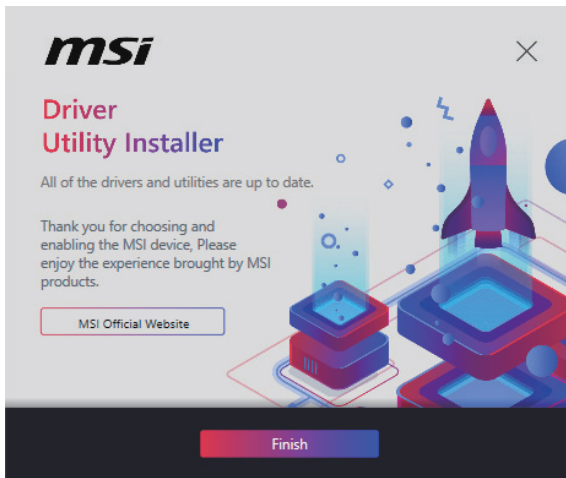 msi
Driver
Utility Installer
All of the drivers and utilities are up to date.
Thank you for choosing and
enabling the MSI device, Please
enjoy the experience brought by MSI
products.
MSI Official Website
Finish